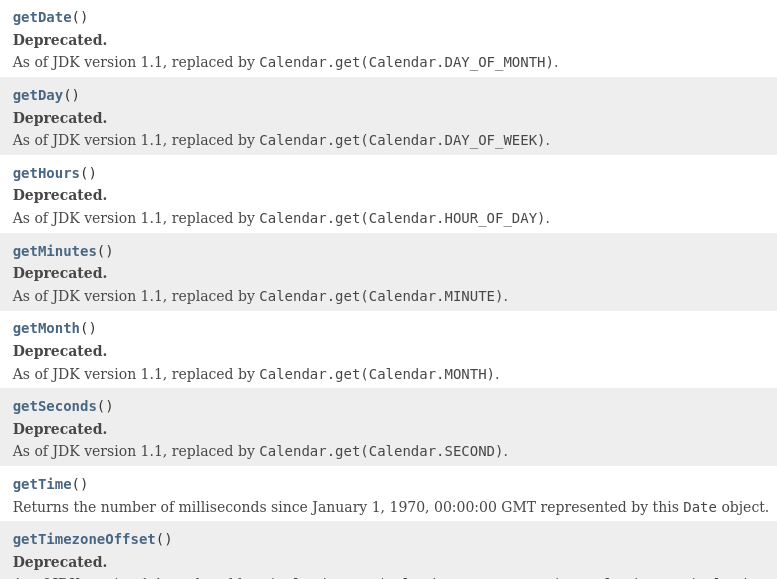 getDate()
Deprecated.
As of JDK version 1.1, replaced by Calendar.get(Calendar.DAY_OF_MONTH).
getDay()
Deprecated.
As of JDK version 1.1, replaced by Calendar.get(Calendar.DAY_OF_WEEK).
getHours()
Deprecated.
As of JDK version 1.1, replaced by Calendar.get(Calendar.HOUR_OF_DAY).
getMinutes()
Deprecated.
As of JDK version 1.1, replaced by Calendar.get(Calendar.MINUTE).
getMonth()
Deprecated.
As of JDK version 1.1, replaced by Calendar.get(Calendar.MONTH).
getSeconds()
Deprecated.
As of JDK version 1.1, replaced by Calendar.get(Calendar.SECOND).
getTime()
Returns the number of milliseconds since January 1, 1970, 00:00:00 GMT represented by this Date object.
getTimezoneOffset()
Deprecated.